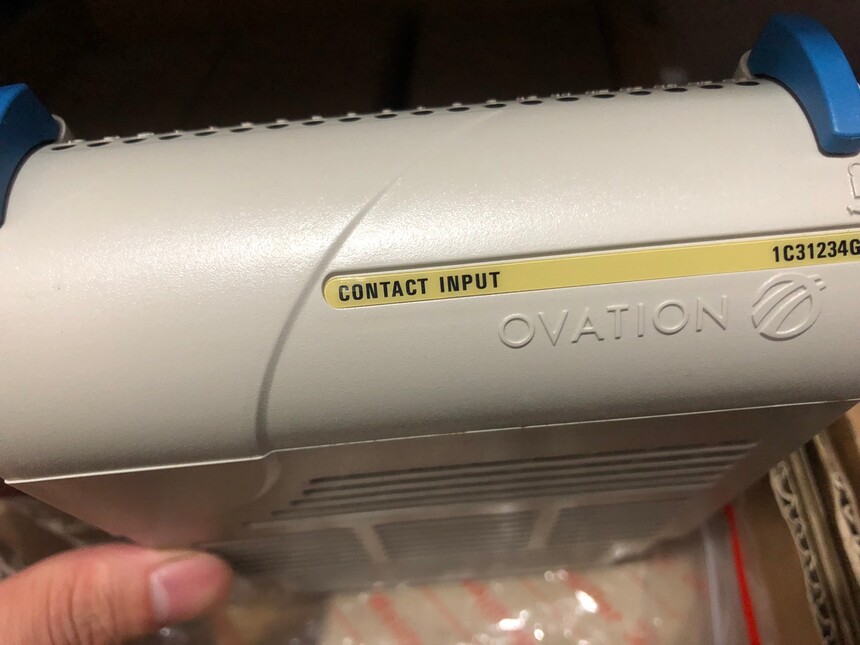 CONTACT INPUT 1C31234G
OVATION